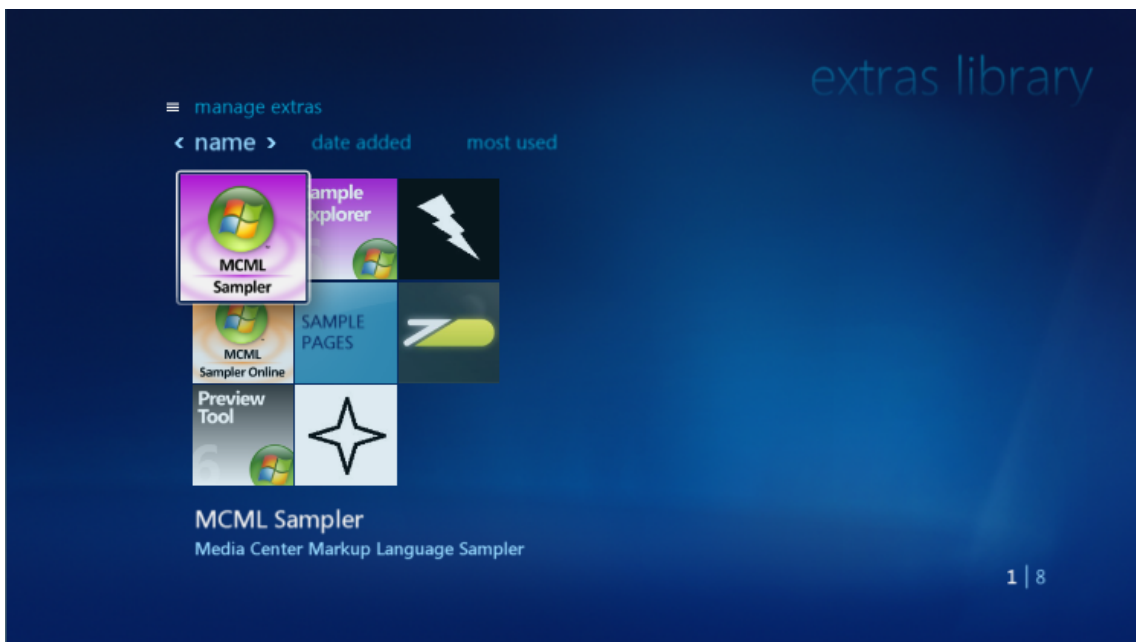 extras library
manage extras
name date added most used
MCML
Sampler
ample
xplorer
MCML
Sampler Online
SAMPLE
PAGES
Preview
Tool
6
MCML Sampler
Media Center Markup Language Sampler
1 | 8